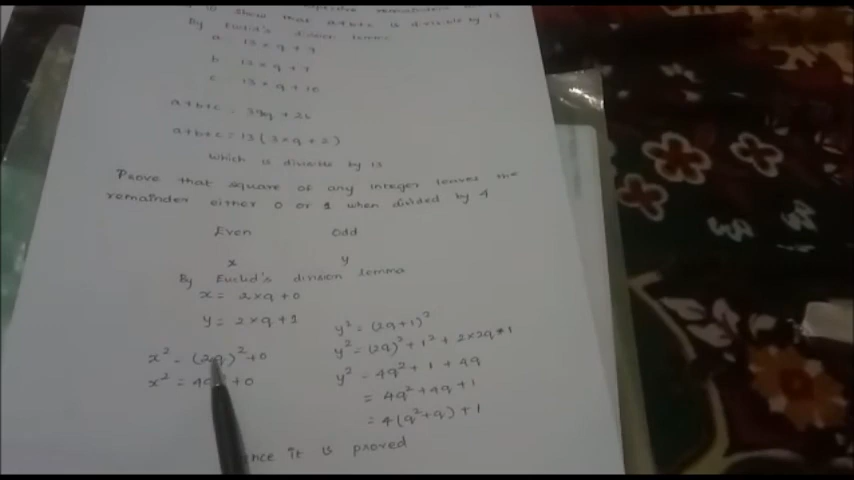 Show that a+b+c is divisible by 13
By Euclid's division lemma
a = 13 × q + 9
b = 13 × q + 7
c = 13 × q + 10
a+b+c = 39q + 26
a+b+c = 13(3×q+2)
which is divisible by 13
Prove that square of any integer leaves the
remainder either 0 or 1 when divided by 4
Even Odd
x y
By Euclid's division lemma
x = 2×q+0
y = 2×q+1
x² = (2q)²+0
x² = 4q +0
y² = (2q+1)²
y² = (2q)²+1²+2×2q*1
y² = 4q²+1+4q
= 4q²+4q+1
= 4(q²+q)+1
it is proved